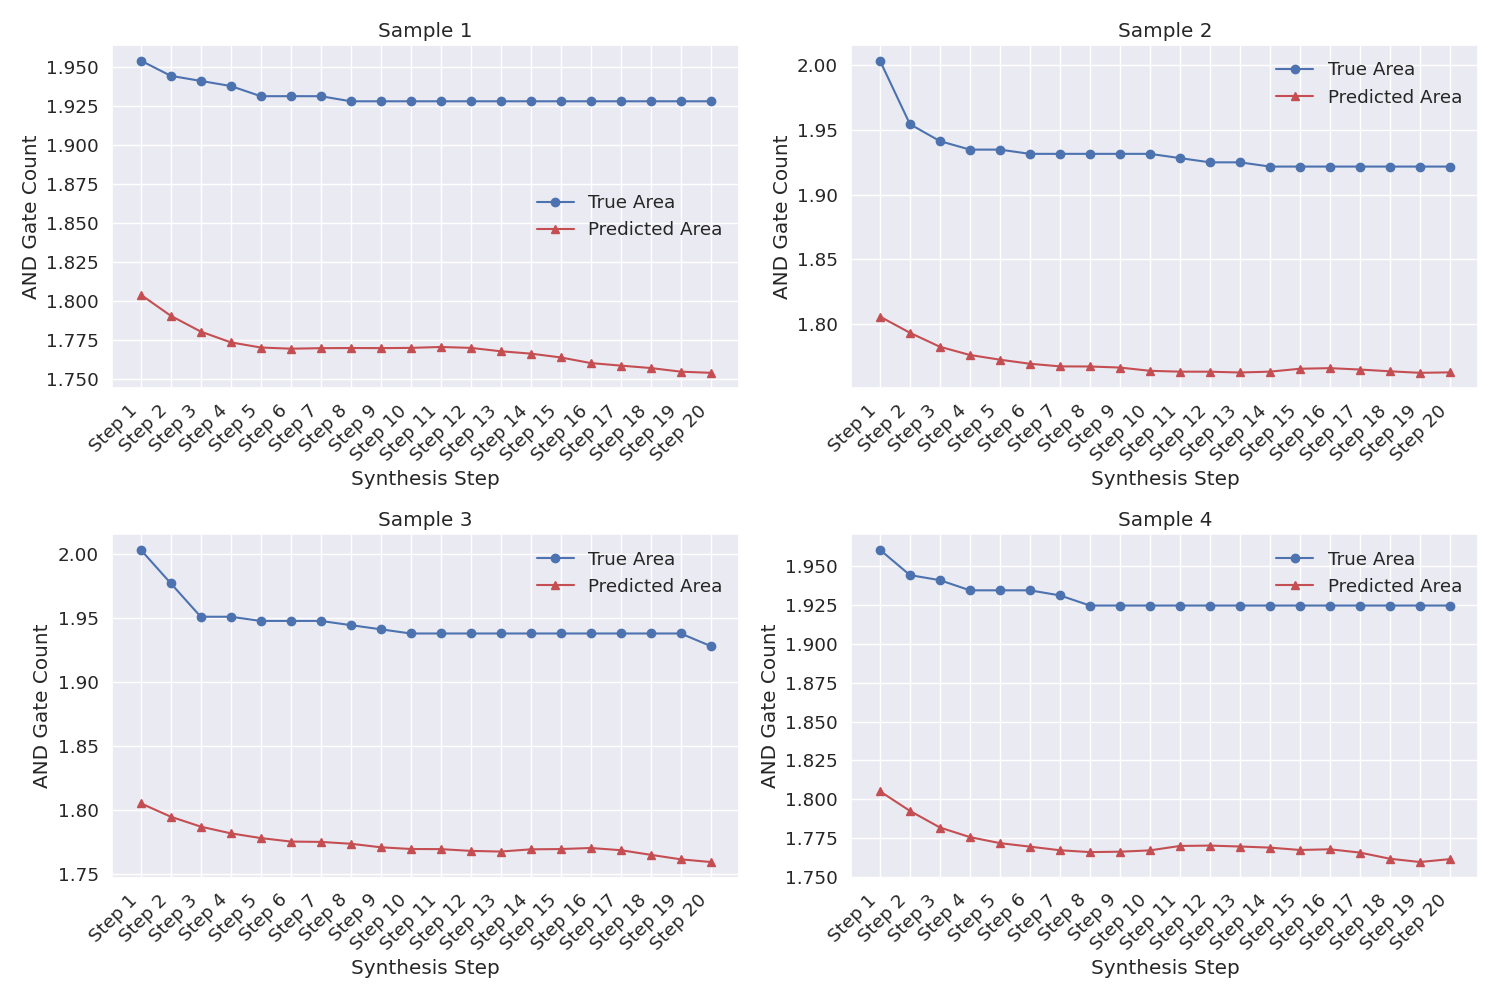 Sample 1
AND Gate Count
1.950
1.925
1.900
1.875
1.850
1.825
1.800
1.775
1.750
True Area
Predicted Area
Step 1
Step 2
Step 3
Step 4
Step 5
Step 6
Step 7
Step 8
Step 9
Step 10
Step 11
Step 12
Step 13
Step 14
Step 15
Step 16
Step 17
Step 18
Step 19
Step 20
Synthesis Step
Sample 2
AND Gate Count
2.00
1.95
1.90
1.85
1.80
True Area
Predicted Area
Step 1
Step 2
Step 3
Step 4
Step 5
Step 6
Step 7
Step 8
Step 9
Step 10
Step 11
Step 12
Step 13
Step 14
Step 15
Step 16
Step 17
Step 18
Step 19
Step 20
Synthesis Step
Sample 3
AND Gate Count
2.00
1.95
1.90
1.85
1.80
1.75
True Area
Predicted Area
Step 1
Step 2
Step 3
Step 4
Step 5
Step 6
Step 7
Step 8
Step 9
Step 10
Step 11
Step 12
Step 13
Step 14
Step 15
Step 16
Step 17
Step 18
Step 19
Step 20
Synthesis Step
Sample 4
AND Gate Count
1.950
1.925
1.900
1.875
1.850
1.825
1.800
1.775
1.750
True Area
Predicted Area
Step 1
Step 2
Step 3
Step 4
Step 5
Step 6
Step 7
Step 8
Step 9
Step 10
Step 11
Step 12
Step 13
Step 14
Step 15
Step 16
Step 17
Step 18
Step 19
Step 20
Synthesis Step